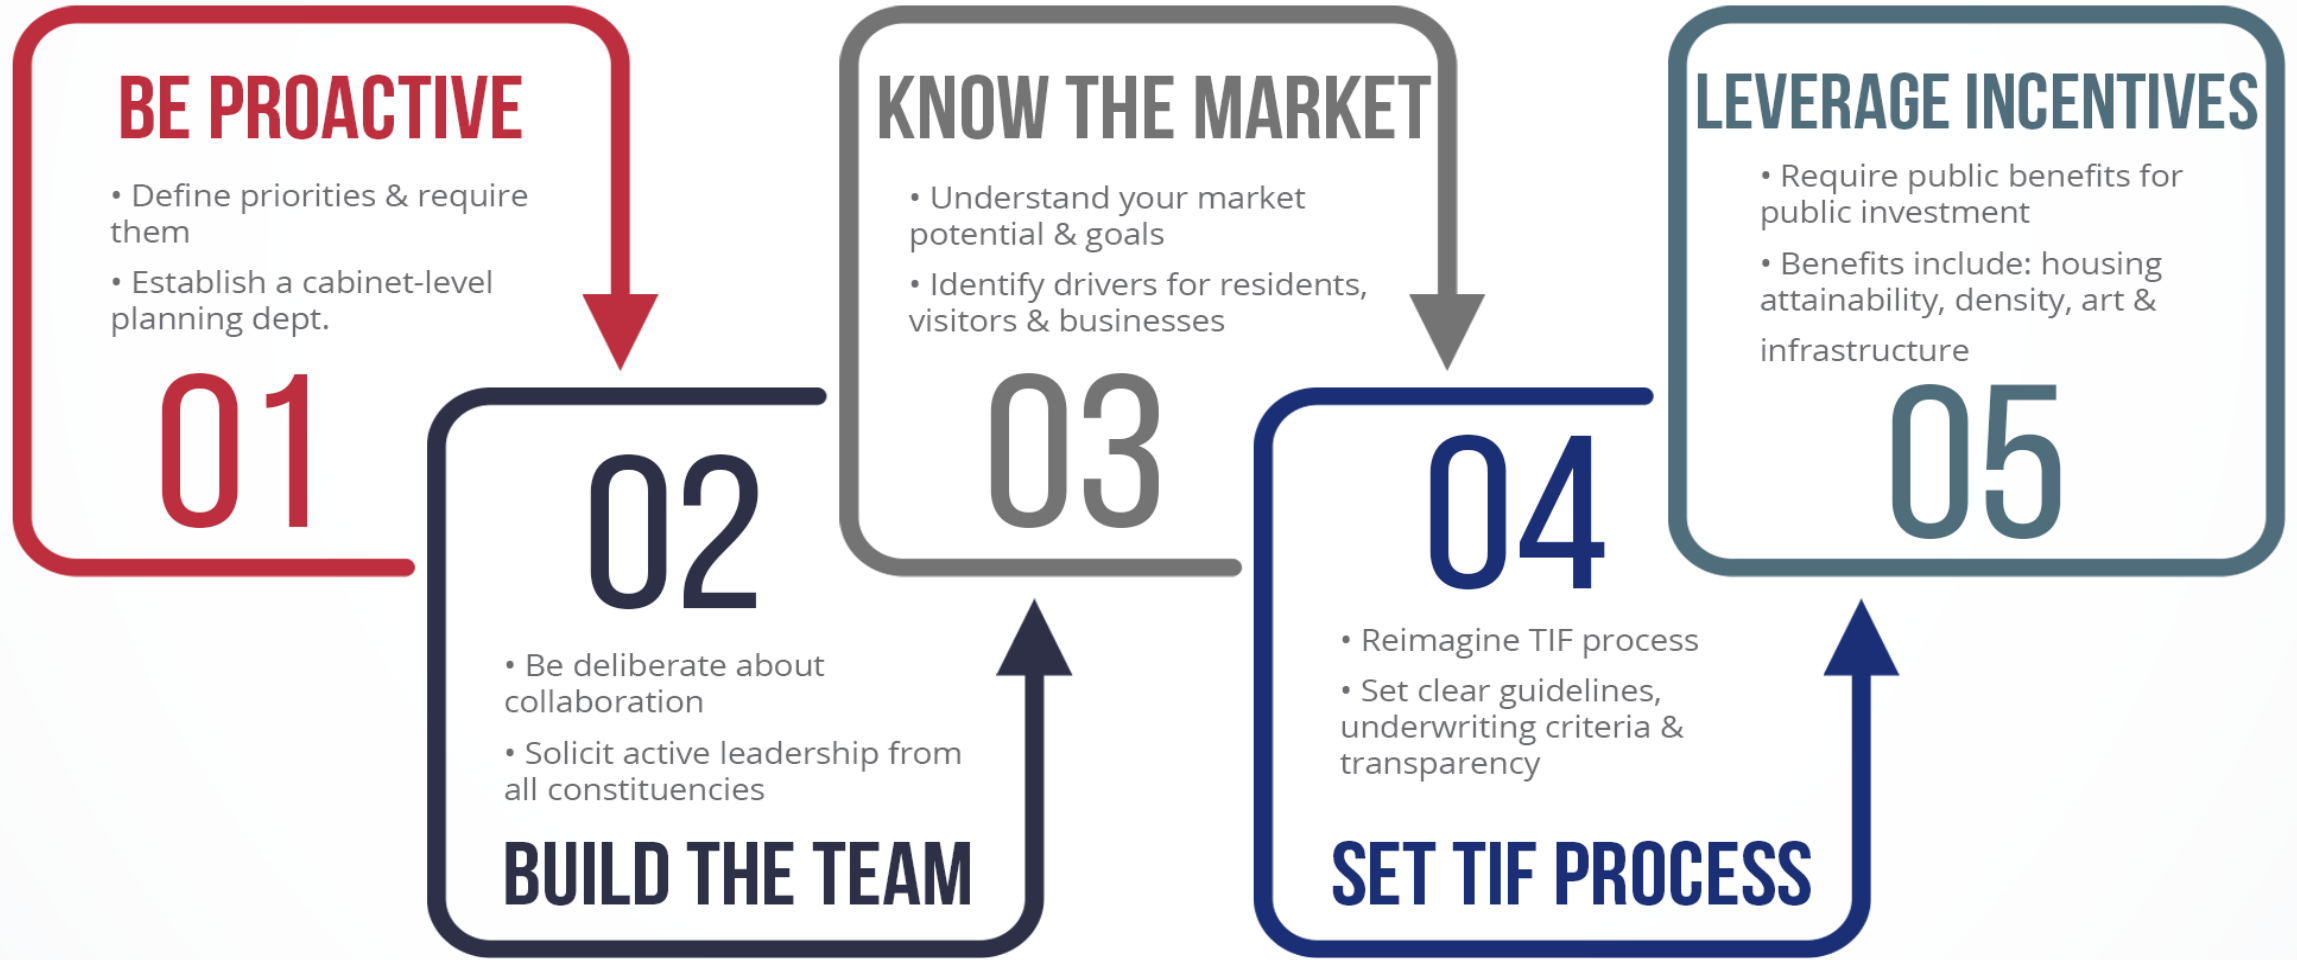 BE PROACTIVE
• Define priorities & require
them
• Establish a cabinet-level
planning dept.
01
02
• Be deliberate about
collaboration
• Solicit active leadership from
all constituencies
BUILD THE TEAM
KNOW THE MARKET
• Understand your market
potential & goals
• Identify drivers for residents,
visitors & businesses
03
04
• Reimagine TIF process
• Set clear guidelines,
underwriting criteria &
transparency
SET TIF PROCESS
LEVERAGE INCENTIVES
• Require public benefits for
public investment
• Benefits include: housing
attainability, density, art &
infrastructure
05